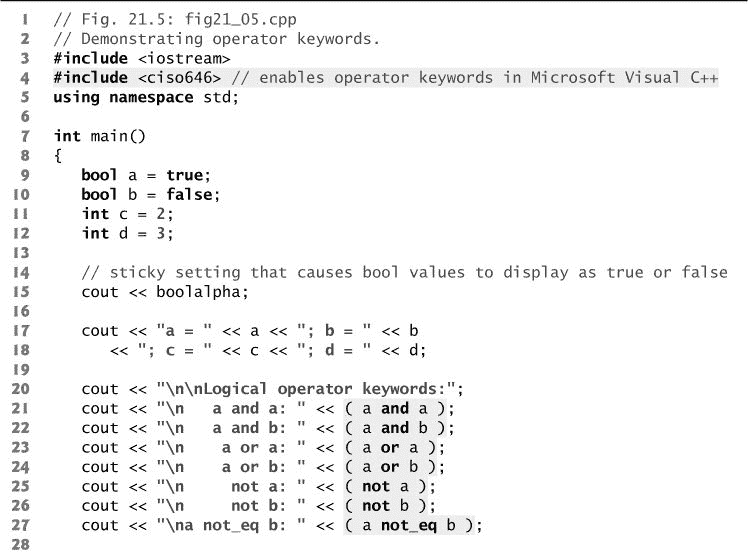 1 // Fig. 21.5: fig21_05.cpp
2 // Demonstrating operator keywords.
3 #include <iostream>
4 #include <ciso646> // enables operator keywords in Microsoft Visual C++
5 using namespace std;
6
7 int main()
8 {
9 bool a = true;
10 bool b = false;
11 int c = 2;
12 int d = 3;
13
14 // sticky setting that causes bool values to display as true or false
15 cout << boolalpha;
16
17 cout << "a = " << a << "; b = " << b
18 << "; c = " << c << "; d = " << d;
19
20 cout << "\n\nLogical operator keywords:";
21 cout << "\n   a and a: " << ( a and a );
22 cout << "\n   a and b: " << ( a and b );
23 cout << "\n    a or a: " << ( a or a );
24 cout << "\n    a or b: " << ( a or b );
25 cout << "\n     not a: " << ( not a );
26 cout << "\n     not b: " << ( not b );
27 cout << "\na not_eq b: " << ( a not_eq b );
28